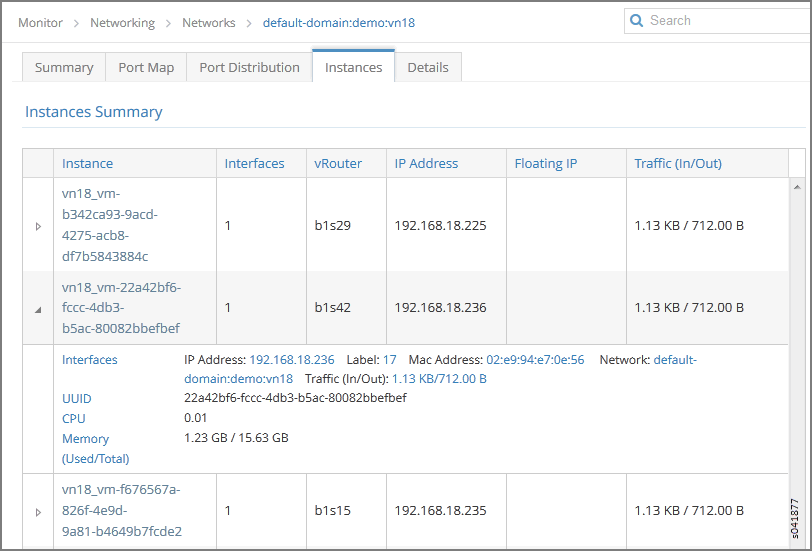 Monitor > Networking > Networks > default-domain:demo:vn18
Search
Summary Port Map Port Distribution Instances Details
Instances Summary
Instance Interfaces vRouter IP Address Floating IP Traffic (In/Out)
vn18_vm-
b342ca93-9acd-
4275-acb8-
df7b5843884c
1 b1s29 192.168.18.225 1.13 KB / 712.00 B
vn18_vm-22a42bf6-
fccc-4db3-
b5ac-80082bbefbef
1 b1s42 192.168.18.236 1.13 KB / 712.00 B
Interfaces IP Address: 192.168.18.236 Label: 17 Mac Address: 02:e9:94:e7:0e:56 Network: default-
domain:demo:vn18 Traffic (In/Out): 1.13 KB/712.00 B
UUID 22a42bf6-fccc-4db3-b5ac-80082bbefbef
CPU 0.01
Memory 1.23 GB / 15.63 GB
(Used/Total)
vn18_vm-f676567a-
826f-4e9d-
9a81-b4649b7fcde2
1 b1s15 192.168.18.235 1.13 KB / 712.00 B
s041877